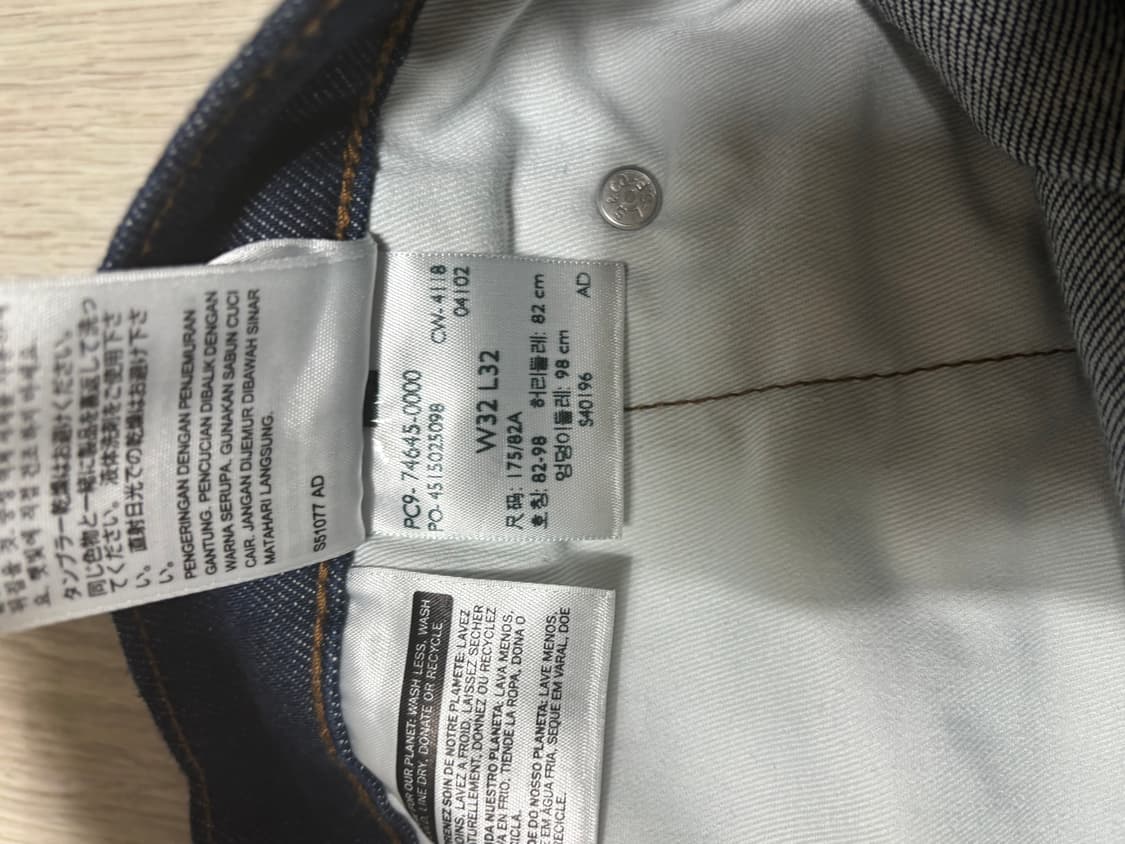 タンブラー乾燥はお避けください。
同じ色物と一緒に製品を裏返して洗っ
てください。 液体洗剤をご使用下さ
い。 直射日光での乾燥はお避け下さ
い。
PENGERINGAN DENGAN PENJEMURAN
GANTUNG. PENCUCIAN DIBALIK DENGAN
WARNA SERUPA. GUNAKAN SABUN CUCI
CAIR. JANGAN DIJEMUR DIBAWAH SINAR
MATAHARI LANGSUNG.
S51077 AD
PC9- 74645-0000 CW-4118
PO- 4515025098 04102
W32 L32
尺码: 175/82A
호칭: 82-98 허리둘레: 82 cm
엉덩이둘레: 98 cm
S40196 AD
FOR OUR PLANET: WASH LESS, WASH
LINE DRY, DONATE OR RECYCLE.
SOIN DE NOTRE PLANETE: LAVEZ
LAVEZ A FROID, LAISSEZ SECHER
DONNEZ OU RECYCLEZ
NUESTRO PLANETA: LAVA MENOS,
EN FRIO, TIENDE LA ROPA, DONA O
DO NOSSO PLANETA: LAVE MENOS,
EM AGUA FRIA, SEQUE EM VARAL, DOE
RECICLE.